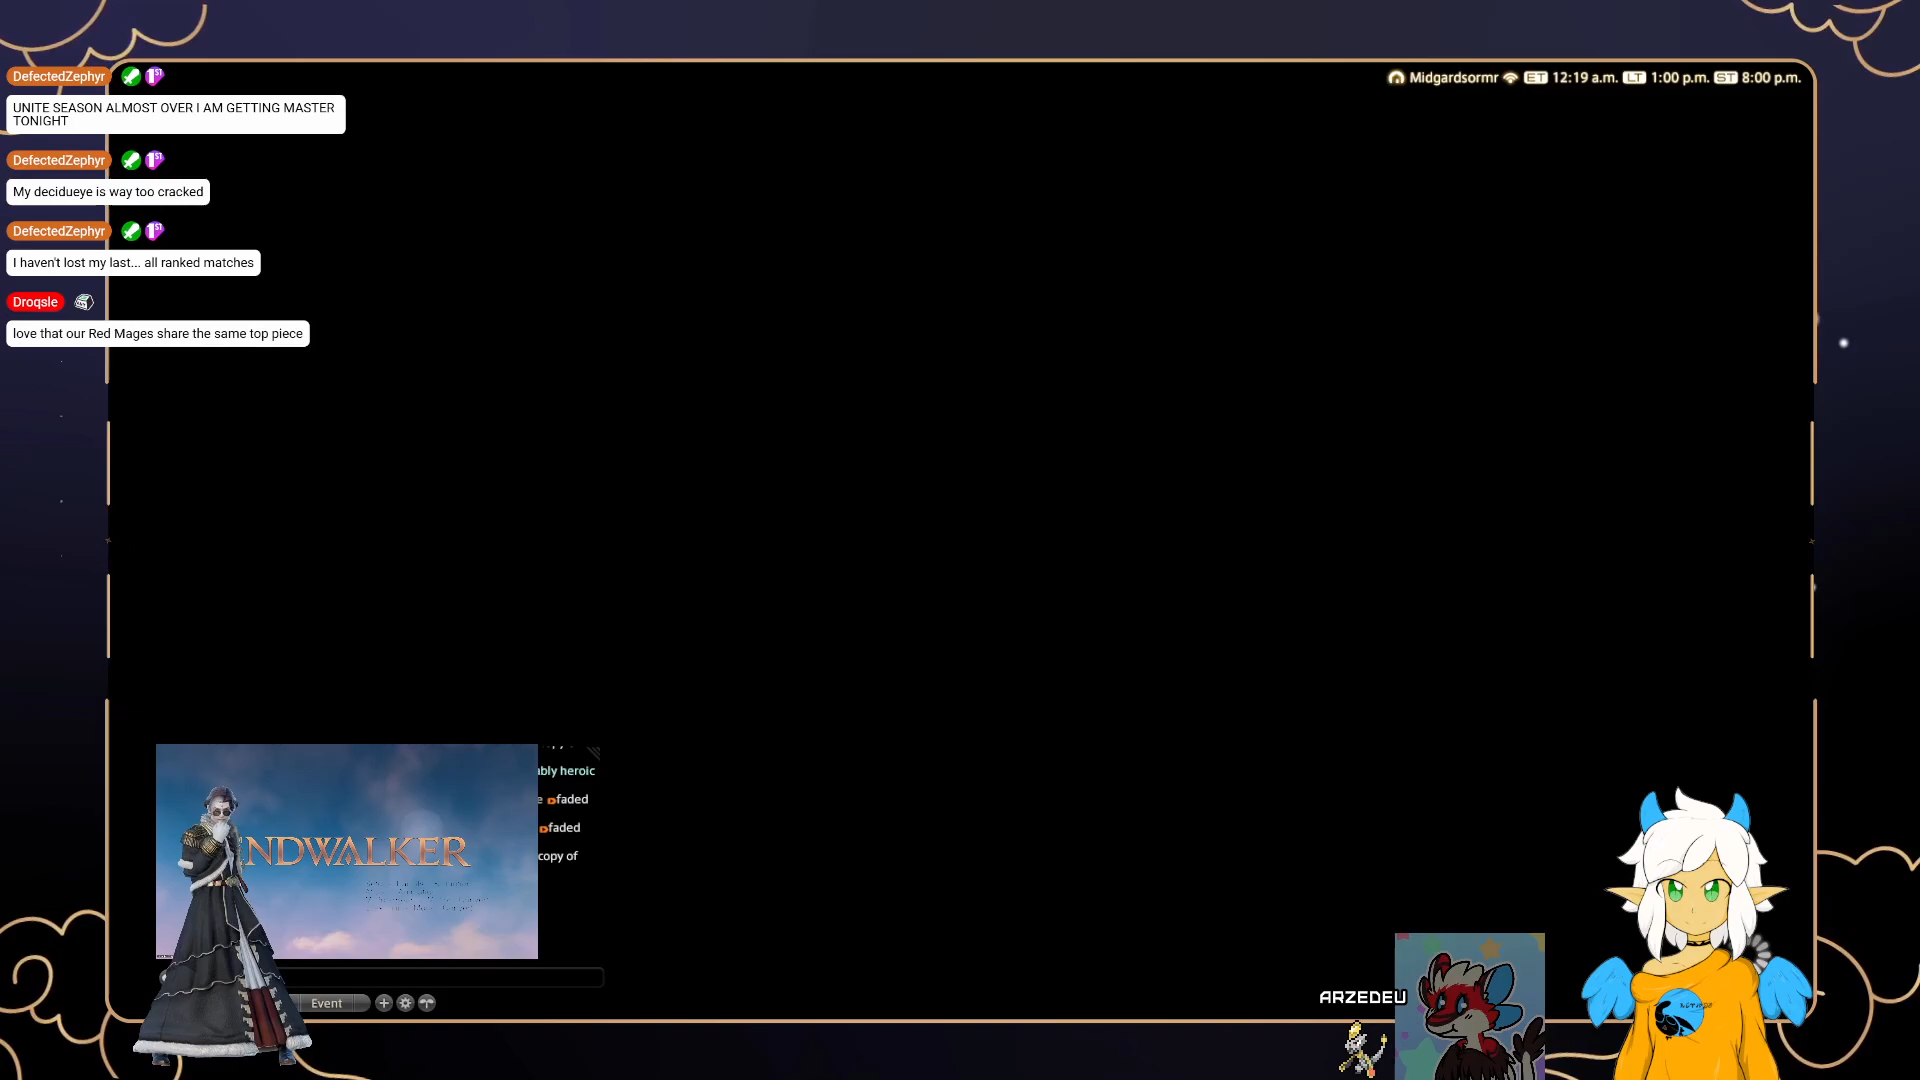 DefectedZephyr
UNITE SEASON ALMOST OVER I AM GETTING MASTER
TONIGHT
DefectedZephyr
My decidueye is way too cracked
DefectedZephyr
I haven't lost my last... all ranked matches
Droqsle
love that our Red Mages share the same top piece
Midgardsormr ET 12:19 a.m. LT 1:00 p.m. ST 8:00 p.m.
bly heroic
e faded
faded
copy of
NDWALKER
Event
ARZEDEU